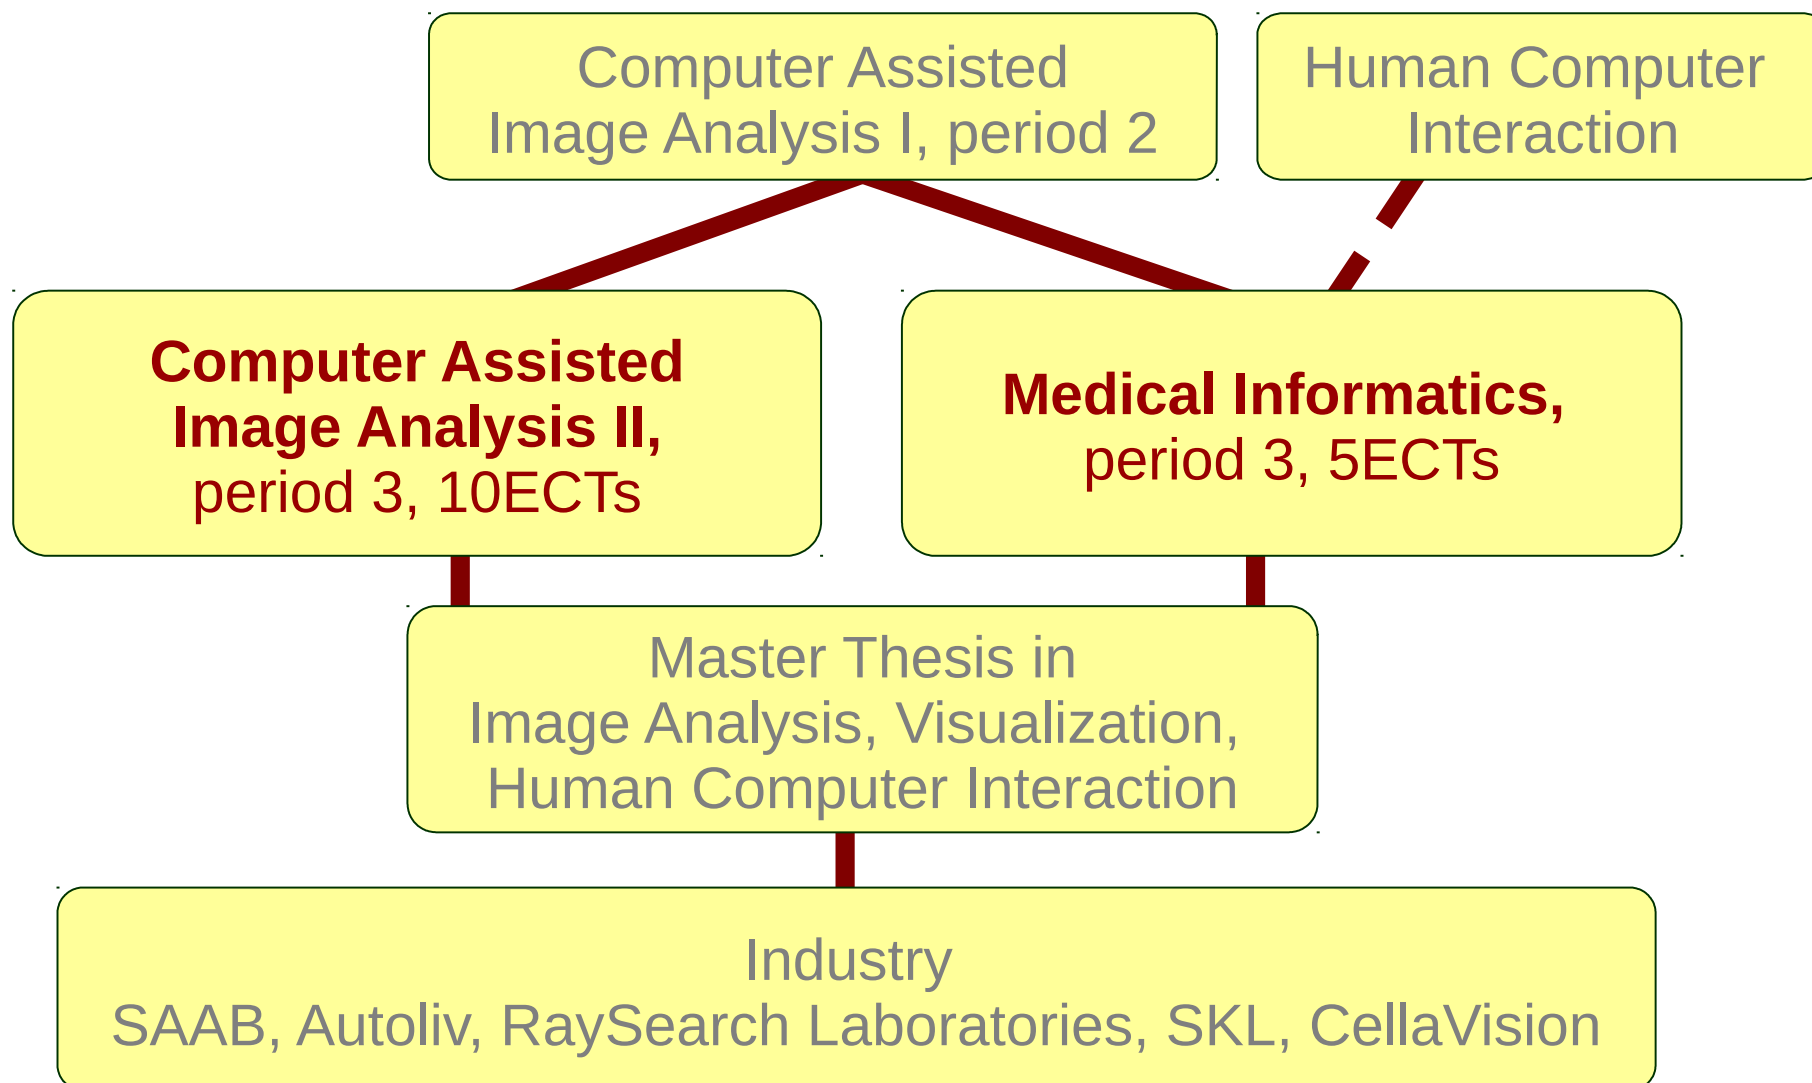 Computer Assisted
Image Analysis I, period 2
Human Computer
Interaction
Computer Assisted
Image Analysis II,
period 3, 10ECTs
Medical Informatics,
period 3, 5ECTs
Master Thesis in
Image Analysis, Visualization,
Human Computer Interaction
Industry
SAAB, Autoliv, RaySearch Laboratories, SKL, CellaVision